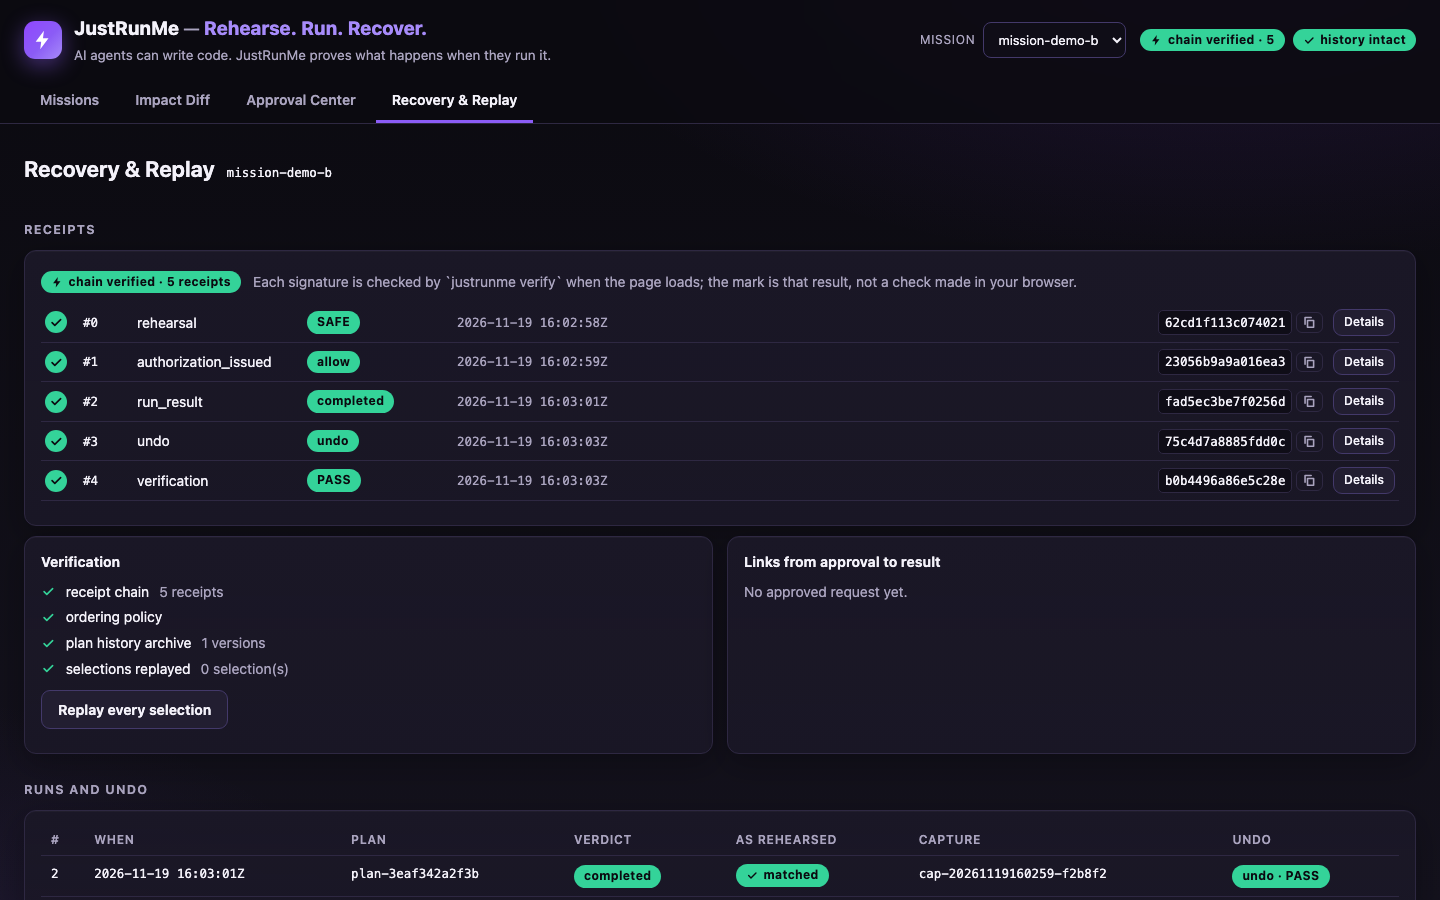 JustRunMe — Rehearse. Run. Recover.
AI agents can write code. JustRunMe proves what happens when they run it.
MISSION mission-demo-b chain verified · 5 history intact
Missions Impact Diff Approval Center Recovery & Replay
Recovery & Replay mission-demo-b
RECEIPTS
chain verified · 5 receipts Each signature is checked by `justrunme verify` when the page loads; the mark is that result, not a check made in your browser.
#0 rehearsal SAFE 2026-11-19 16:02:58Z 62cd1f113c074021 Details
#1 authorization_issued allow 2026-11-19 16:02:59Z 23056b9a9a016ea3 Details
#2 run_result completed 2026-11-19 16:03:01Z fad5ec3be7f0256d Details
#3 undo undo 2026-11-19 16:03:03Z 75c4d7a8885fdd0c Details
#4 verification PASS 2026-11-19 16:03:03Z b0b4496a86e5c28e Details
Verification
receipt chain 5 receipts
ordering policy
plan history archive 1 versions
selections replayed 0 selection(s)
Replay every selection
Links from approval to result
No approved request yet.
RUNS AND UNDO
# WHEN PLAN VERDICT AS REHEARSED CAPTURE UNDO
2 2026-11-19 16:03:01Z plan-3eaf342a2f3b completed matched cap-20261119160259-f2b8f2 undo · PASS